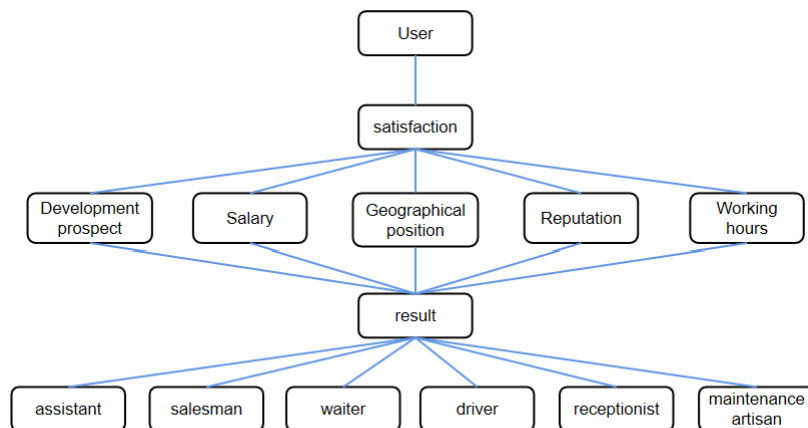 User
satisfaction
Development
prospect
Salary
Geographical
position
Reputation
Working
hours
result
assistant
salesman
waiter
driver
receptionist
maintenance
artisan